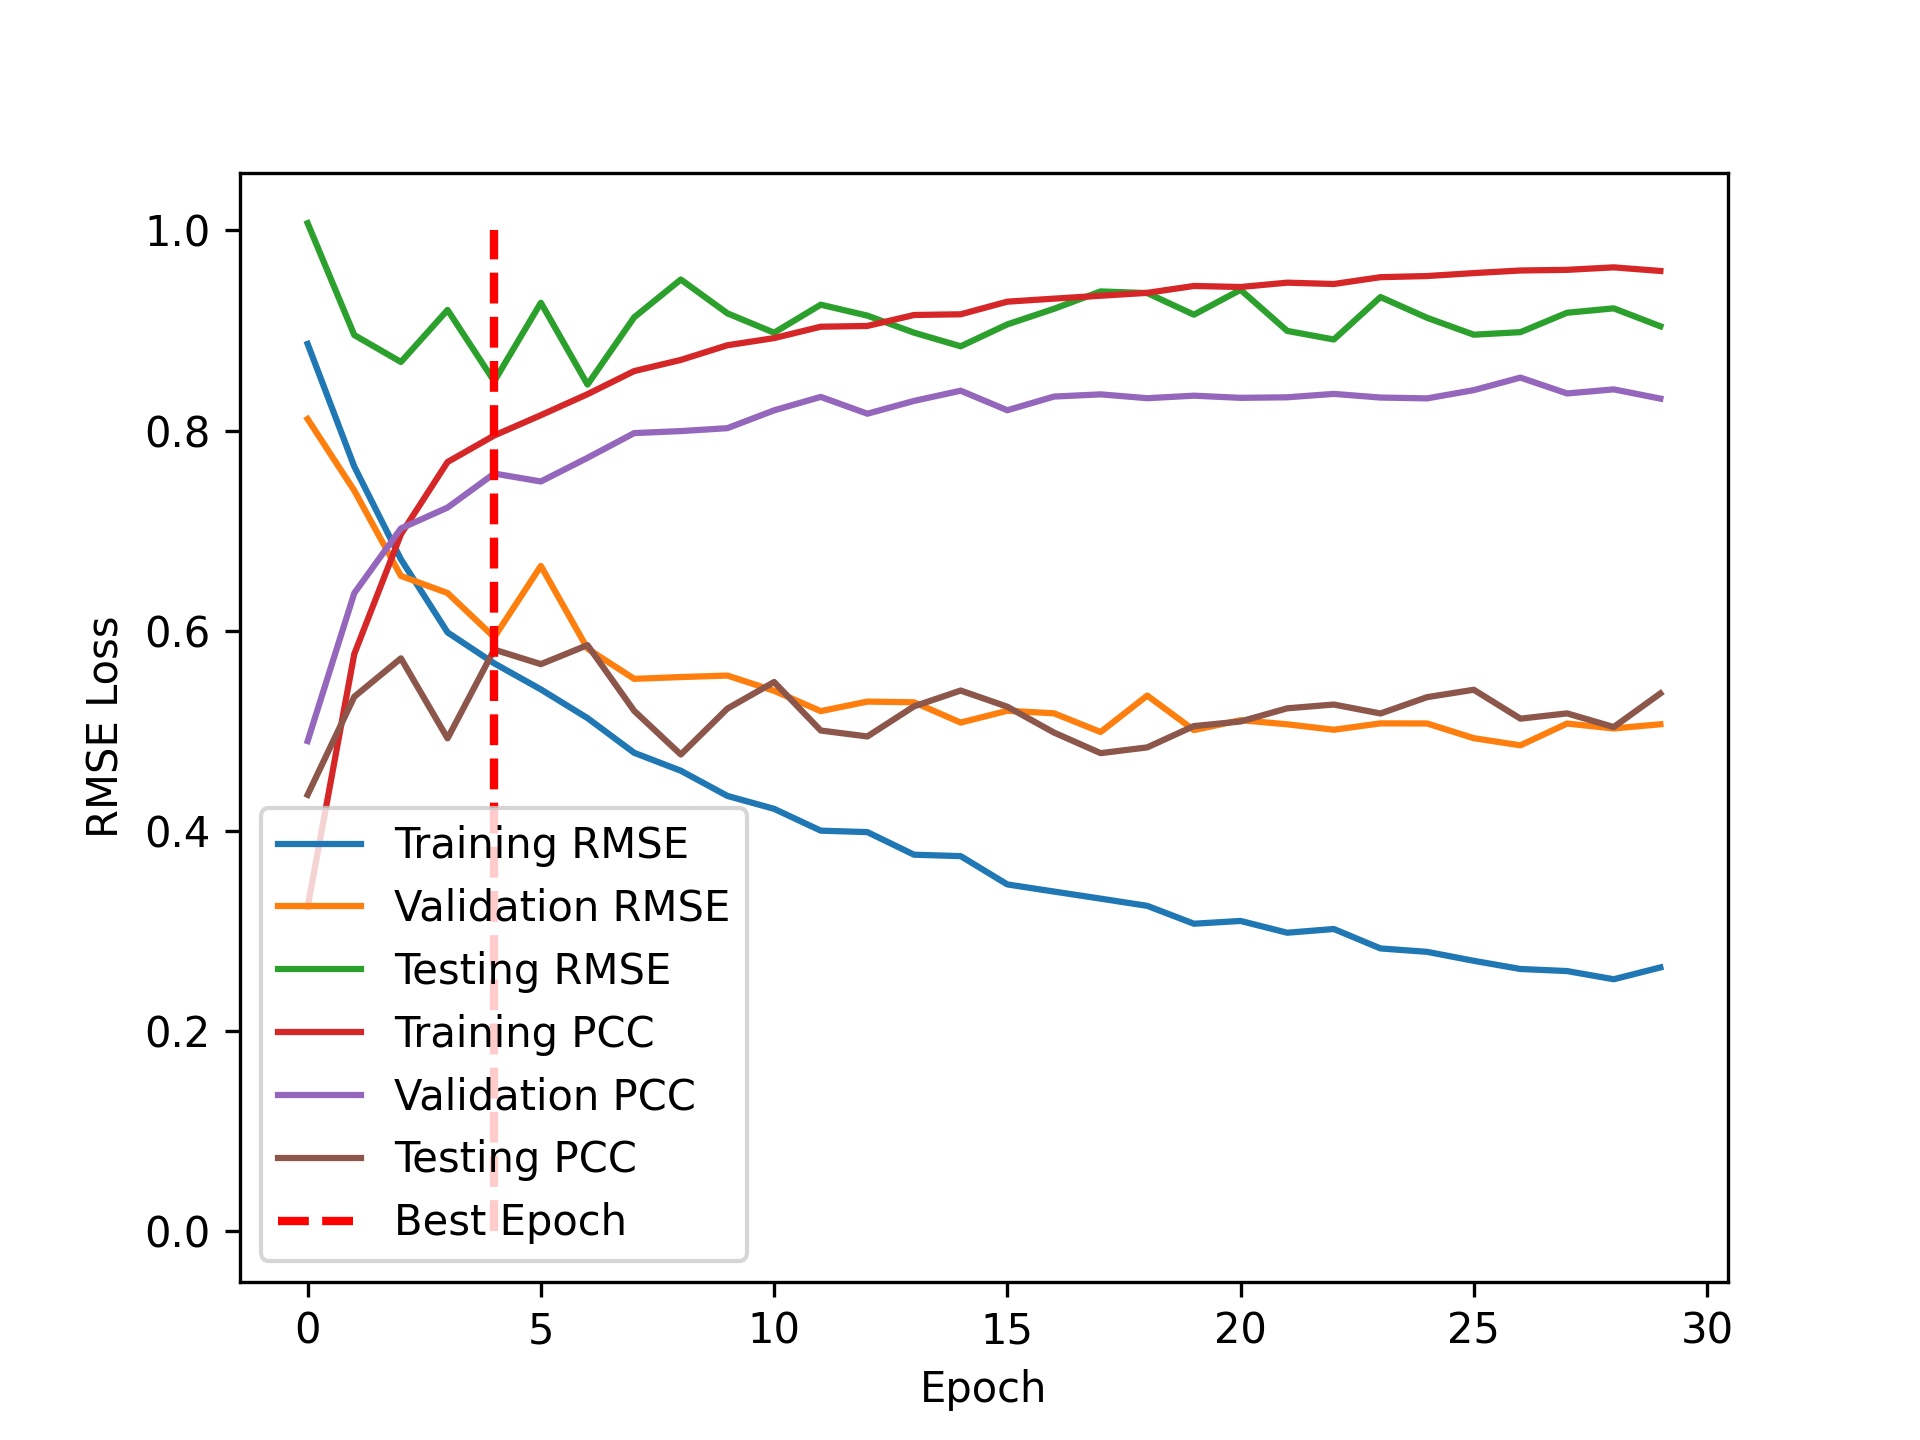 1.0
0.8
0.6
0.4
0.2
0.0
RMSE Loss
Training RMSE
Validation RMSE
Testing RMSE
Training PCC
Validation PCC
Testing PCC
Best Epoch
0 5 10 15 20 25 30
Epoch